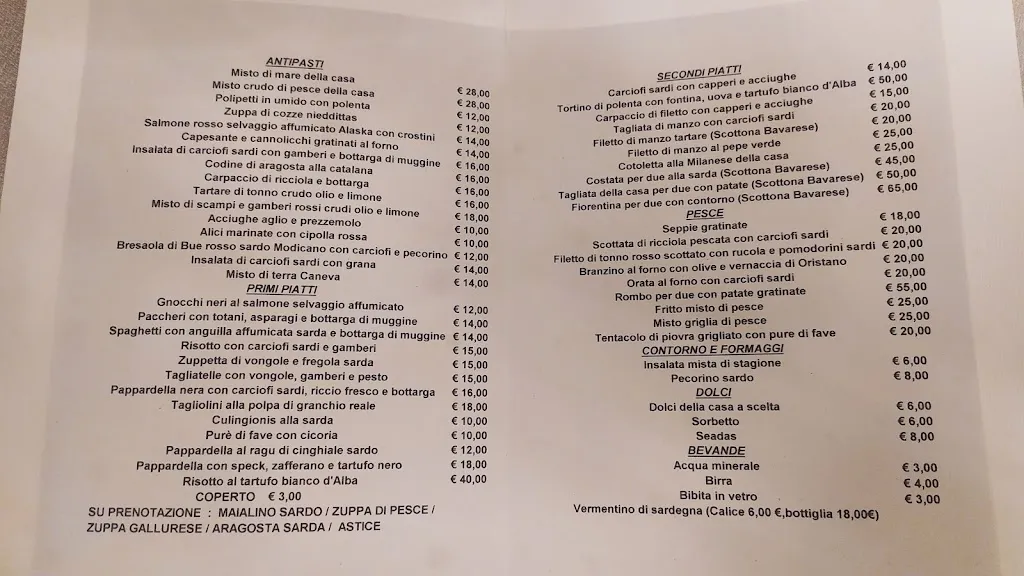 ANTIPASTI
Misto di mare della casa € 28,00
Misto crudo di pesce della casa € 28,00
Polipetti in umido con polenta € 12,00
Zuppa di cozze nieddittas € 12,00
Salmone rosso selvaggio affumicato Alaska con crostini € 14,00
Capesante e cannolicchi gratinati al forno € 14,00
Insalata di carciofi sardi con gamberi e bottarga di muggine € 16,00
Codine di aragosta alla catalana € 16,00
Carpaccio di ricciola e bottarga € 16,00
Tartare di tonno crudo olio e limone € 16,00
Misto di scampi e gamberi rossi crudi olio e limone € 18,00
Acciughe aglio e prezzemolo € 10,00
Alici marinate con cipolla rossa € 10,00
Bresaola di Bue rosso sardo Modicano con carciofi e pecorino € 12,00
Insalata di carciofi sardi con grana € 14,00
Misto di terra Caneva € 14,00
PRIMI PIATTI
Gnocchi neri al salmone selvaggio affumicato € 12,00
Paccheri con totani, asparagi e bottarga di muggine € 14,00
Spaghetti con anguilla affumicata sarda e bottarga di muggine € 14,00
Risotto con carciofi sardi e gamberi € 15,00
Zuppetta di vongole e fregola sarda € 15,00
Tagliatelle con vongole, gamberi e pesto € 15,00
Pappardella nera con carciofi sardi, riccio fresco e bottarga € 16,00
Tagliolini alla polpa di granchio reale € 18,00
Culingionis alla sarda € 10,00
Purè di fave con cicoria € 10,00
Pappardella al ragu di cinghiale sardo € 12,00
Pappardella con speck, zafferano e tartufo nero € 18,00
Risotto al tartufo bianco d'Alba € 40,00
COPERTO € 3,00
SU PRENOTAZIONE : MAIALINO SARDO / ZUPPA DI PESCE /
ZUPPA GALLURESE / ARAGOSTA SARDA / ASTICE
SECONDI PIATTI
Carciofi sardi con capperi e acciughe € 14,00
Tortino di polenta con fontina, uova e tartufo bianco d'Alba € 50,00
Carpaccio di filetto con capperi e acciughe € 15,00
Tagliata di manzo con carciofi sardi € 20,00
Filetto di manzo tartare (Scottona Bavarese) € 20,00
Filetto di manzo al pepe verde € 25,00
Cotoletta alla Milanese della casa € 25,00
Costata per due alla sarda (Scottona Bavarese) € 45,00
Tagliata della casa per due con patate (Scottona Bavarese) € 50,00
Fiorentina per due con contorno (Scottona Bavarese) € 65,00
PESCE
Seppie gratinate € 18,00
Scottata di ricciola pescata con carciofi sardi € 20,00
Filetto di tonno rosso scottato con rucola e pomodorini sardi € 20,00
Branzino al forno con olive e vernaccia di Oristano € 20,00
Orata al forno con carciofi sardi € 20,00
Rombo per due con patate gratinate € 55,00
Fritto misto di pesce € 25,00
Misto griglia di pesce € 25,00
Tentacolo di piovra grigliato con pure di fave € 20,00
CONTORNO E FORMAGGI
Insalata mista di stagione € 6,00
Pecorino sardo € 8,00
DOLCI
Dolci della casa a scelta € 6,00
Sorbetto € 6,00
Seadas € 8,00
BEVANDE
Acqua minerale € 3,00
Birra € 4,00
Bibita in vetro € 3,00
Vermentino di sardegna (Calice 6,00 €,bottiglia 18,00€)